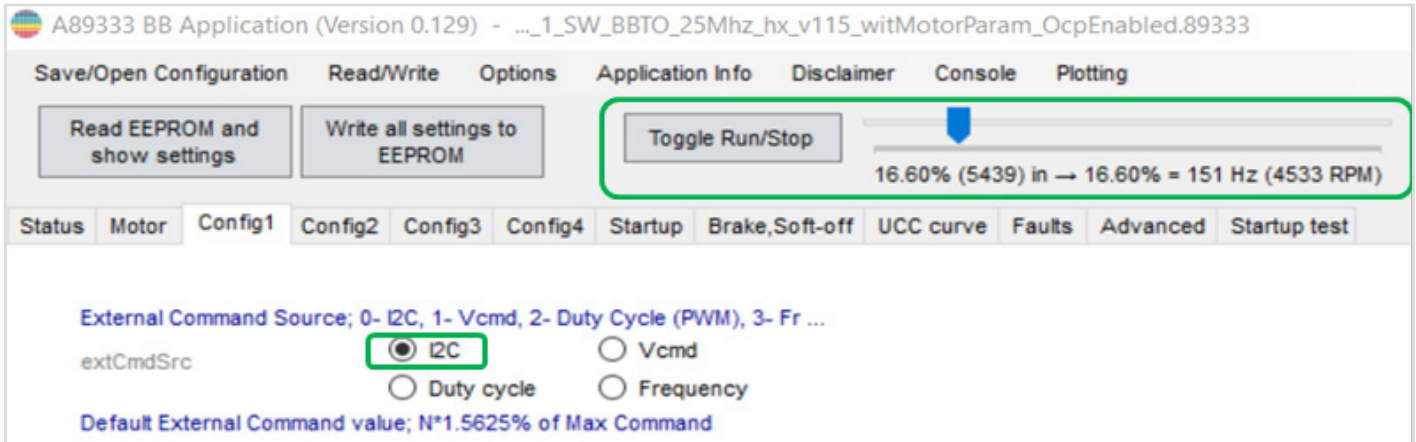 A89333 BB Application (Version 0.129) - ..._1_SW_BBTO_25Mhz_hx_v115_witMotorParam_OcpEnabled.89333
Save/Open Configuration Read/Write Options Application Info Disclaimer Console Plotting
Read EEPROM and show settings
Write all settings to EEPROM
Toggle Run/Stop
16.60% (5439) in → 16.60% = 151 Hz (4533 RPM)
Status Motor Config1 Config2 Config3 Config4 Startup Brake,Soft-off UCC curve Faults Advanced Startup test
External Command Source; 0- I2C, 1- Vcmd, 2- Duty Cycle (PWM), 3- Fr ...
extCmdSrc
I2C Vcmd
Duty cycle Frequency
Default External Command value; N*1.5625% of Max Command